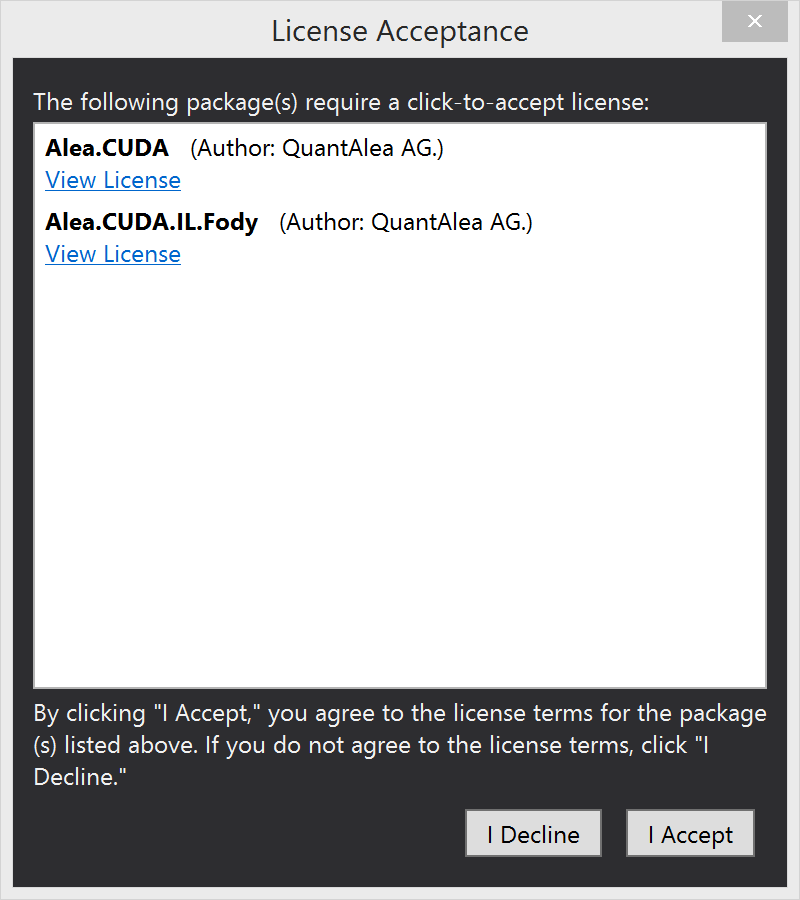 License Acceptance
The following package(s) require a click-to-accept license:
Alea.CUDA (Author: QuantAlea AG.)
View License
Alea.CUDA.IL.Fody (Author: QuantAlea AG.)
View License
By clicking "I Accept," you agree to the license terms for the package
(s) listed above. If you do not agree to the license terms, click "I
Decline."
I Decline I Accept